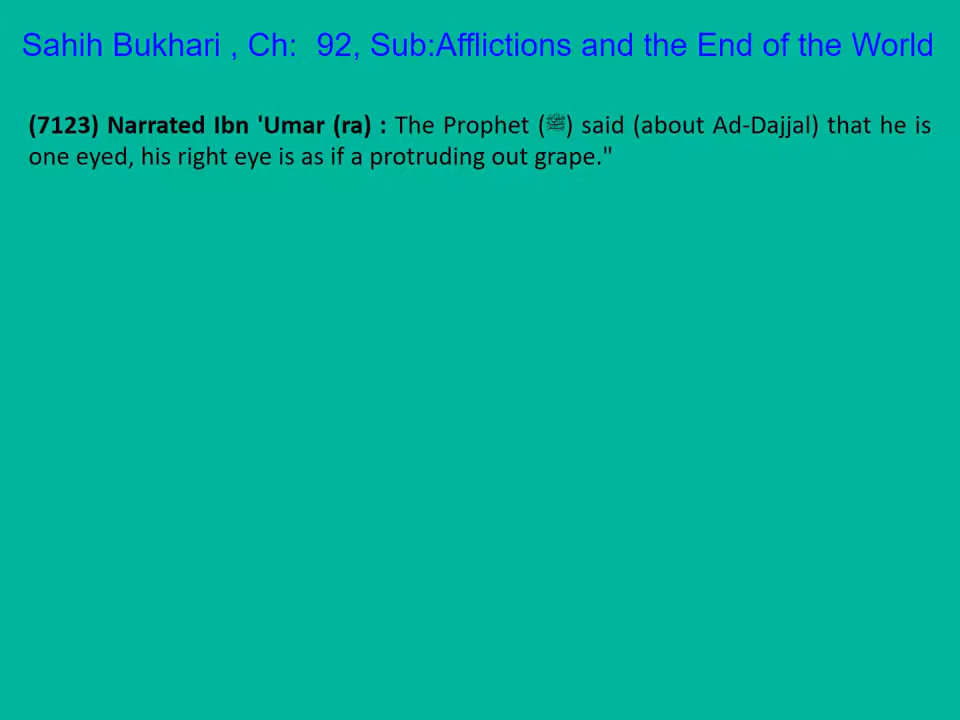 Sahih Bukhari , Ch:  92, Sub:Afflictions and the End of the World
(7123) Narrated Ibn 'Umar (ra) : The Prophet (ﷺ) said (about Ad-Dajjal) that he is
one eyed, his right eye is as if a protruding out grape."